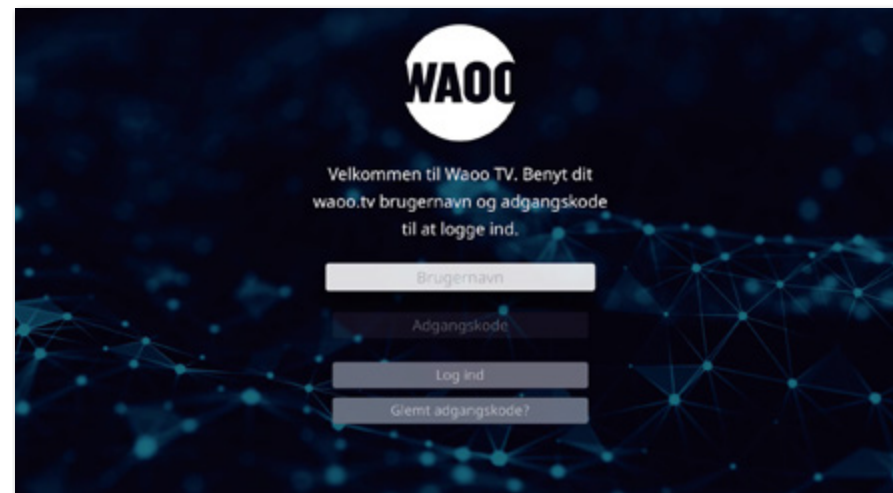 WAOO
Velkommen til Waoo TV. Benyt dit
waoo.tv brugernavn og adgangskode
til at logge ind.
Brugernavn
Adgangskode
Log ind
Glemt adgangskode?